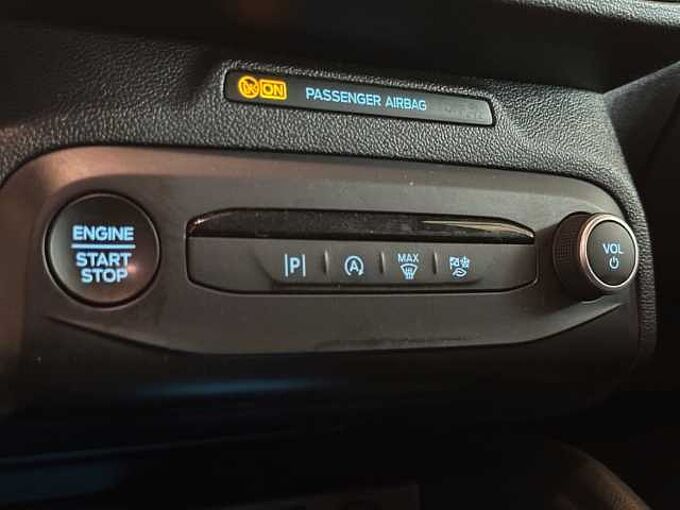 ON PASSENGER AIRBAG
ENGINE
START
STOP
P
A
MAX
VOL